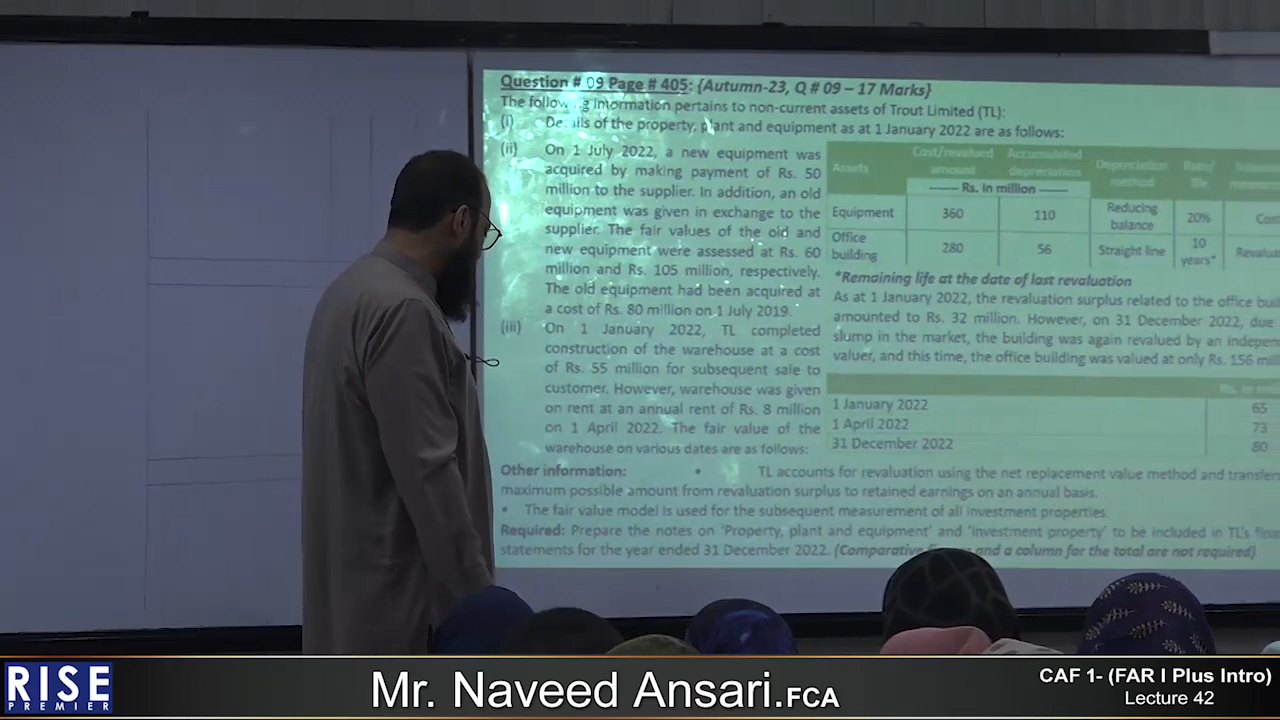 Question # 09 Page # 405: {Autumn-23, Q # 09 – 17 Marks}
The following information pertains to non-current assets of Trout Limited (TL):
(i) Details of the property, plant and equipment as at 1 January 2022 are as follows:
(ii) On 1 July 2022, a new equipment was
acquired by making payment of Rs. 50
million to the supplier. In addition, an old
equipment was given in exchange to the
supplier. The fair values of the old and
new equipment were assessed at Rs. 60
million and Rs. 105 million, respectively.
The old equipment had been acquired at
a cost of Rs. 80 million on 1 July 2019.
(iii) On 1 January 2022, TL completed
construction of the warehouse at a cost
of Rs. 55 million for subsequent sale to
customer. However, warehouse was given
on rent at an annual rent of Rs. 8 million
on 1 April 2022. The fair value of the
warehouse on various dates are as follows:
Assets Cost/revalued amount Accumulated depreciation Depreciation method Rate/ life
Rs. in million
Equipment 360 110 Reducing balance 20% Cost
Office building 280 56 Straight line 10 years*
*Remaining life at the date of last revaluation
As at 1 January 2022, the revaluation surplus related to the office
amounted to Rs. 32 million. However, on 31 December 2022, due
slump in the market, the building was again revalued by an
valuer, and this time, the office building was valued at only Rs. 156
1 January 2022 65
1 April 2022 73
31 December 2022 80
Other information: • TL accounts for revaluation using the net replacement value method and
maximum possible amount from revaluation surplus to retained earnings on an annual basis.
• The fair value model is used for the subsequent measurement of all investment properties.
Required: Prepare the notes on 'Property, plant and equipment' and 'Investment property' to be included in TL's
statements for the year ended 31 December 2022. (Comparative and a column for the total are not required)
RISE
PREMIER
Mr. Naveed Ansari.FCA
CAF 1- (FAR I Plus Intro)
Lecture 42